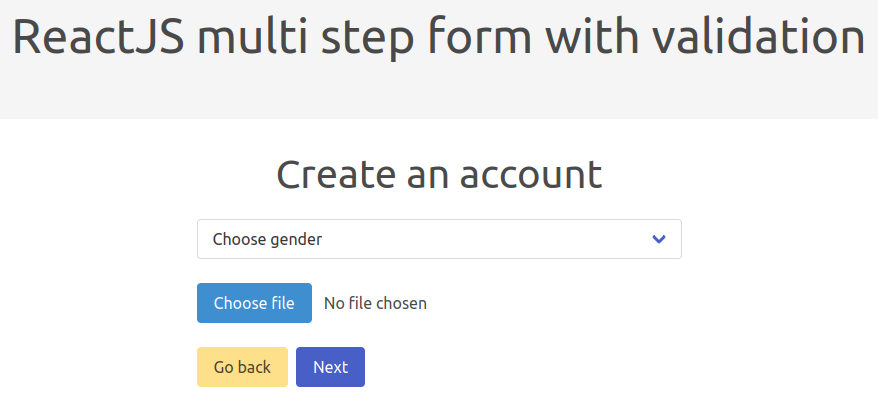 ReactJS multi step form with validation
Create an account
Choose gender
Choose file No file chosen
Go back Next